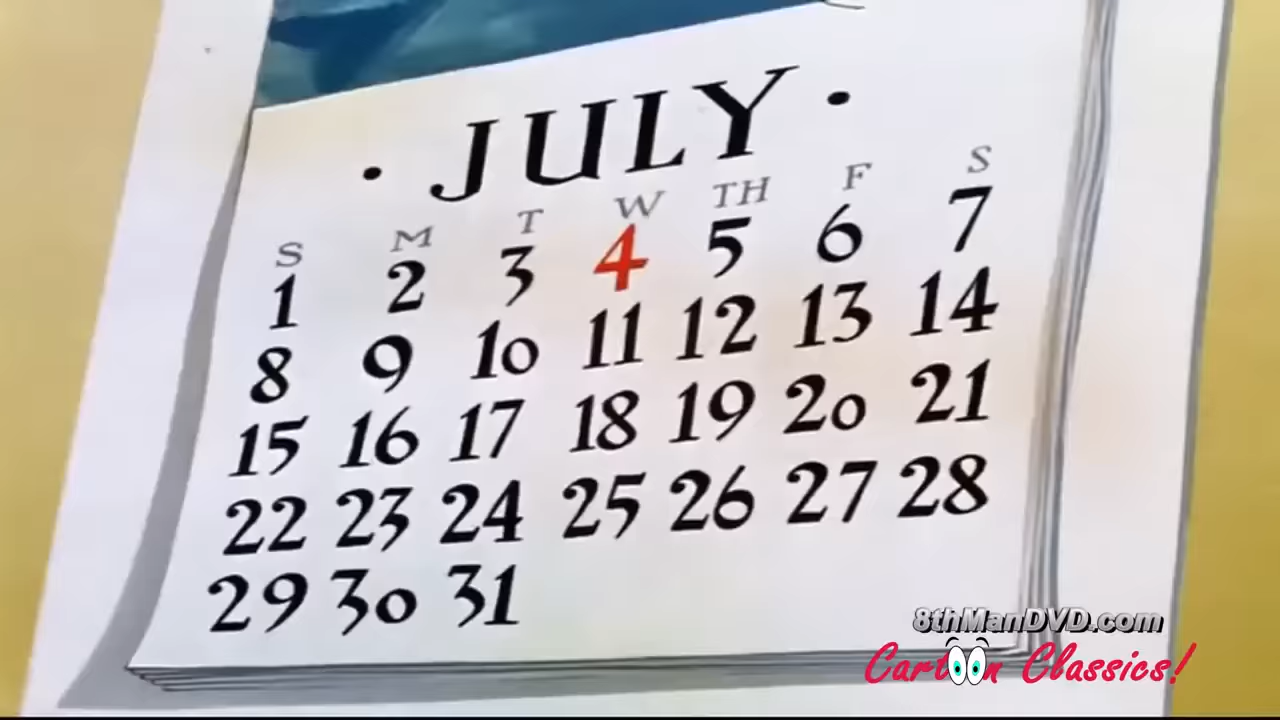 · JULY ·
S M T W TH F S
1 2 3 4 5 6 7
8 9 10 11 12 13 14
15 16 17 18 19 20 21
22 23 24 25 26 27 28
29 30 31
8thManDVD.com
Cartoon Classics!